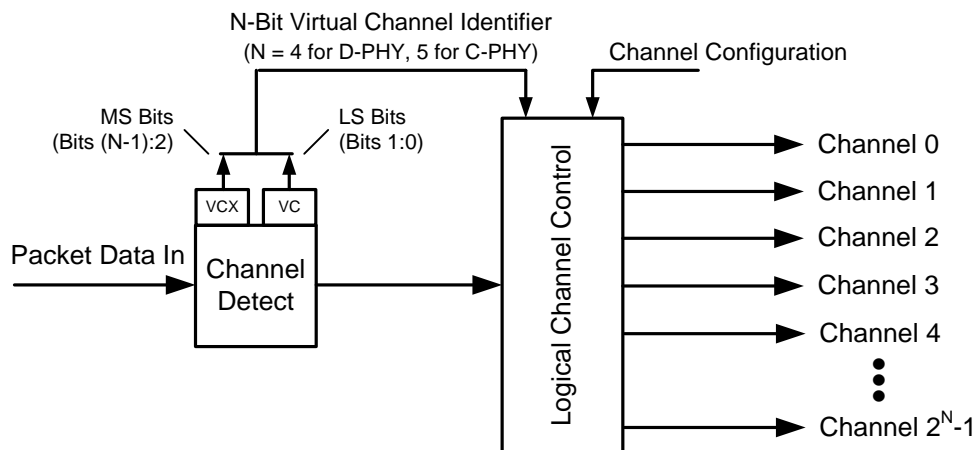 N-Bit Virtual Channel Identifier
(N = 4 for D-PHY, 5 for C-PHY)
Channel Configuration
MS Bits
(Bits (N-1):2)
LS Bits
(Bits 1:0)
VCX
VC
Packet Data In
Channel
Detect
Logical Channel Control
Channel 0
Channel 1
Channel 2
Channel 3
Channel 4
Channel 2^N-1